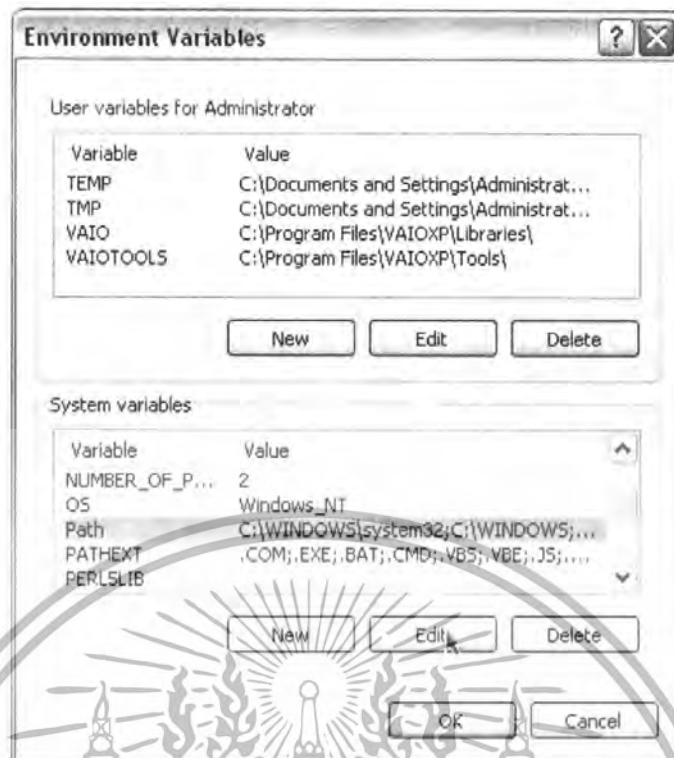 Environment Variables
User variables for Administrator
Variable Value
TEMP C:\Documents and Settings\Administrat...
TMP C:\Documents and Settings\Administrat...
VAIO C:\Program Files\VAIOXP\Libraries\
VAIOTOOLS C:\Program Files\VAIOXP\Tools\
New Edit Delete
System variables
Variable Value
NUMBER_OF_P... 2
OS Windows_NT
Path C:\WINDOWS\system32;C:\WINDOWS;...
PATHEXT .COM;.EXE;.BAT;.CMD;.VBS;.VBE;.JS;....
PERL5LIB
New Edit Delete
OK Cancel